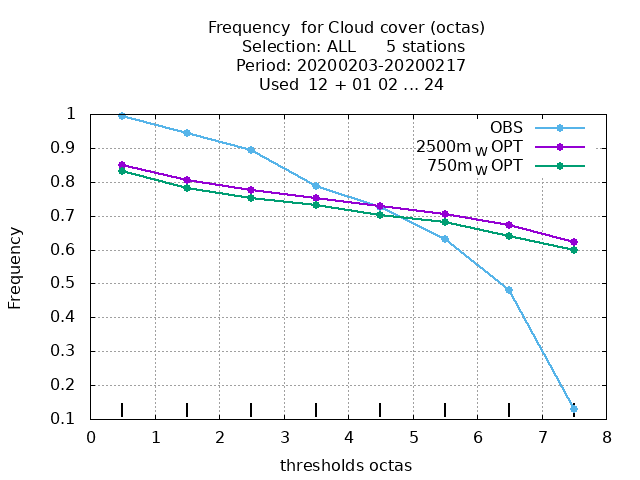 Frequency  for Cloud cover (octas)
Selection: ALL      5 stations
Period: 20200203-20200217
Used  12 + 01 02 ... 24
OBS
2500m W OPT
750m W OPT
1
0.9
0.8
0.7
0.6
0.5
0.4
0.3
0.2
0.1
Frequency
0 1 2 3 4 5 6 7 8
thresholds octas